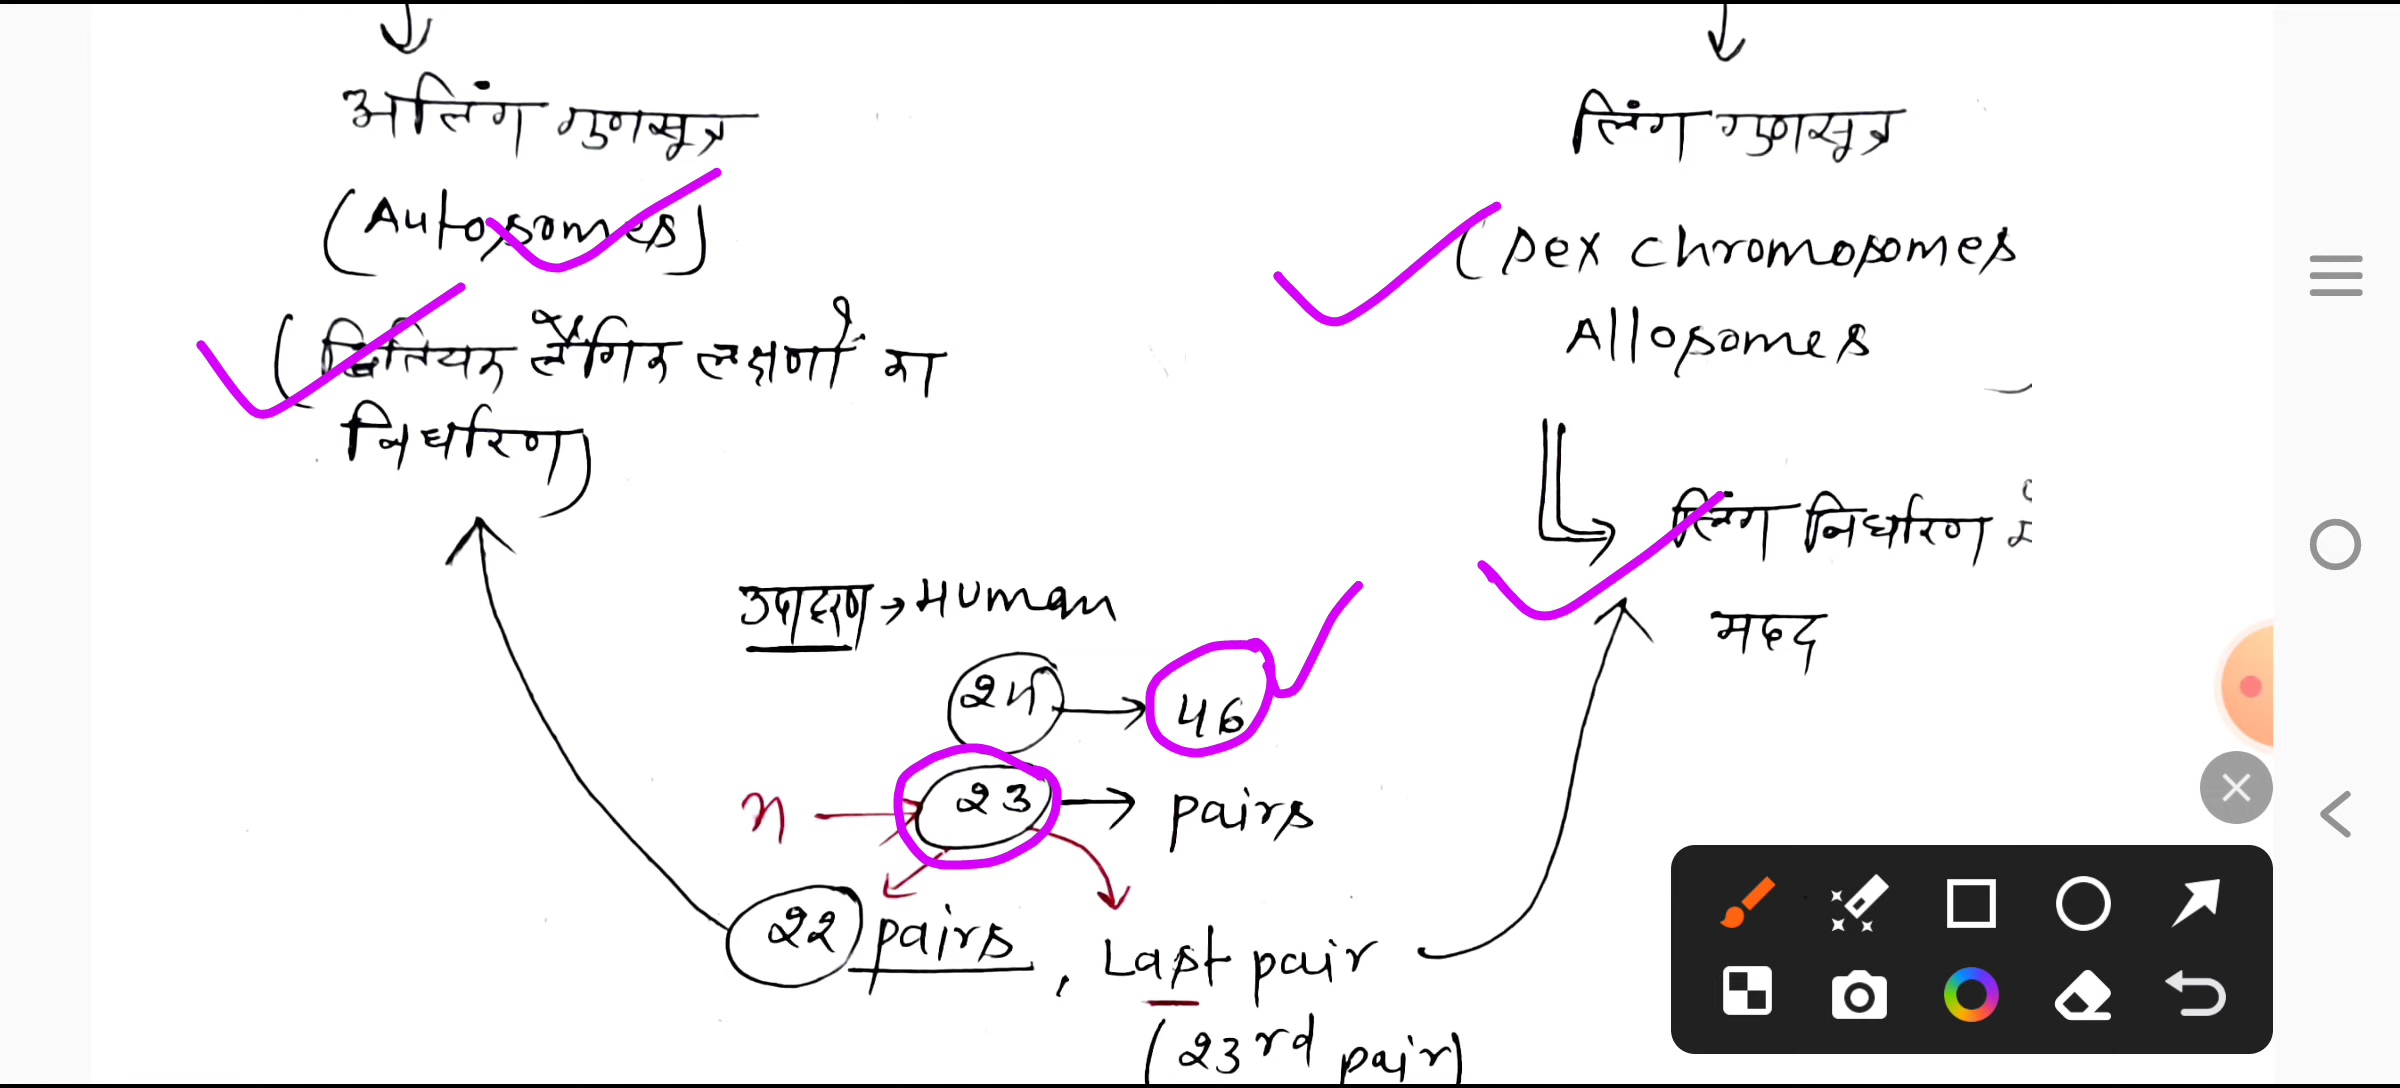 अलिंग गुणसूत्र
(Autosomes)
(द्वितियक लैंगिक लक्षणों का
निर्धारण)
लिंग गुणसूत्र
(sex chromosomes
Allosomes
लिंग निर्धारण में
मदद
उदाहरण → Human
2n → 46
n → 23 → pairs
22 pairs, Last pair
(23rd pair)